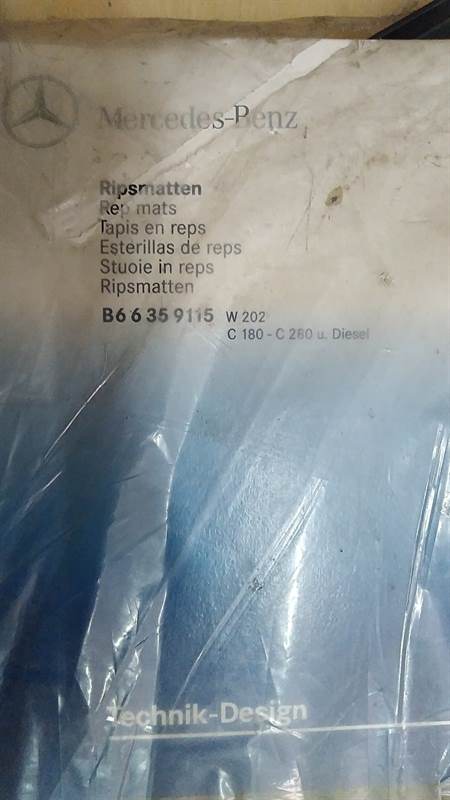 Mercedes-Benz
Ripsmatten
Rep mats
Tapis en reps
Esterillas de reps
Stuoie in reps
Ripsmatten
B6 6 35 9115 W 202
C 180 - C 280 u. Diesel
Technik-Design